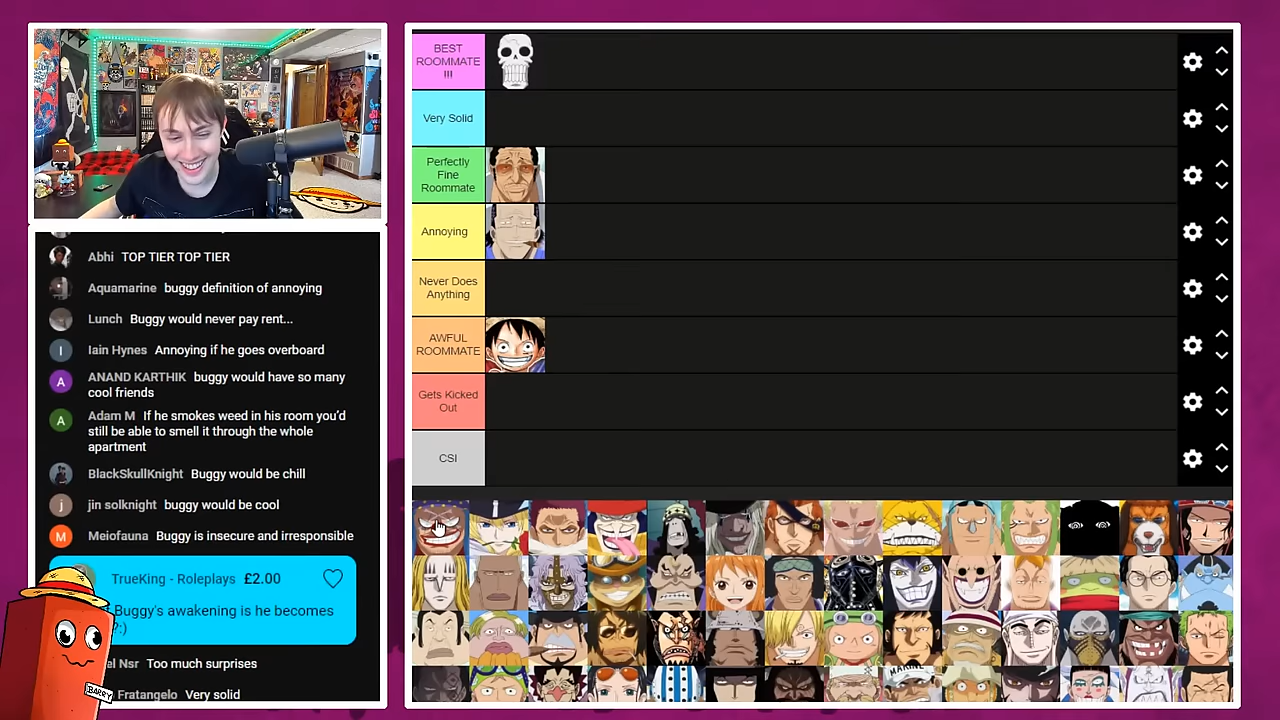 Abhi TOP TIER TOP TIER
Aquamarine buggy definition of annoying
Lunch Buggy would never pay rent...
I Iain Hynes Annoying if he goes overboard
A ANAND KARTHIK buggy would have so many
cool friends
A Adam M If he smokes weed in his room you'd
still be able to smell it through the whole
apartment
BlackSkullKnight Buggy would be chill
j jin solknight buggy would be cool
M Meiofauna Buggy is insecure and irresponsible
TrueKing - Roleplays £2.00
Buggy's awakening is he becomes
?:)
el Nsr Too much surprises
Fratangelo Very solid
BARRY
BEST
ROOMMATE
!!!
Very Solid
Perfectly
Fine
Roommate
Annoying
Never Does
Anything
AWFUL
ROOMMATE
Gets Kicked
Out
CSI